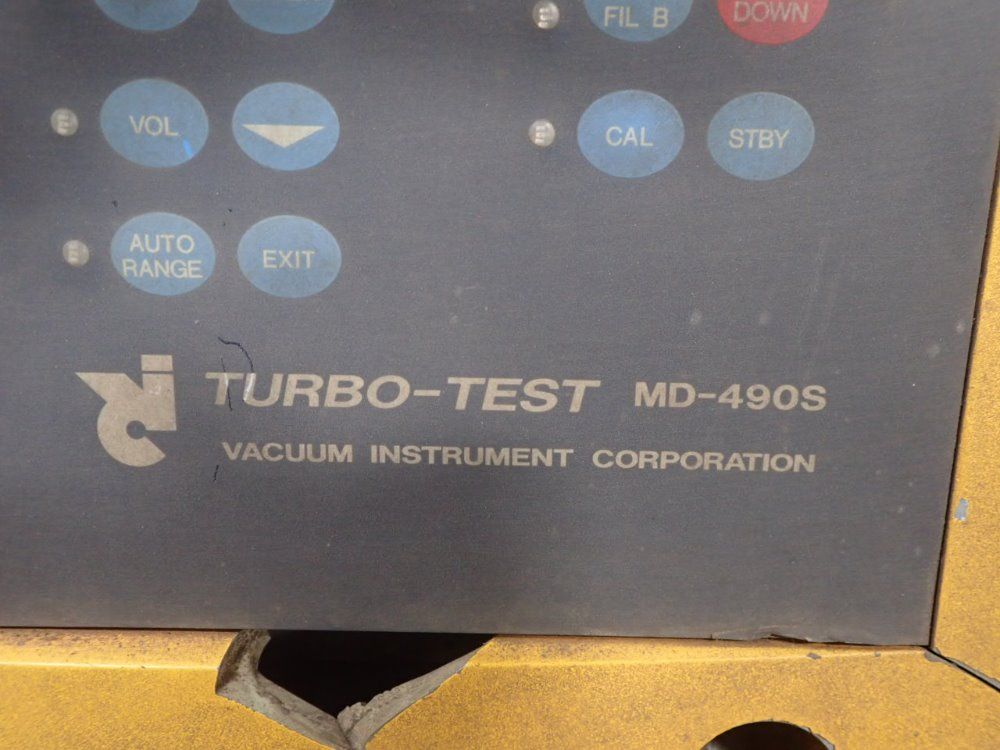 FIL B
DOWN
VOL
CAL
STBY
AUTO
RANGE
EXIT
TURBO-TEST MD-490S
VACUUM INSTRUMENT CORPORATION